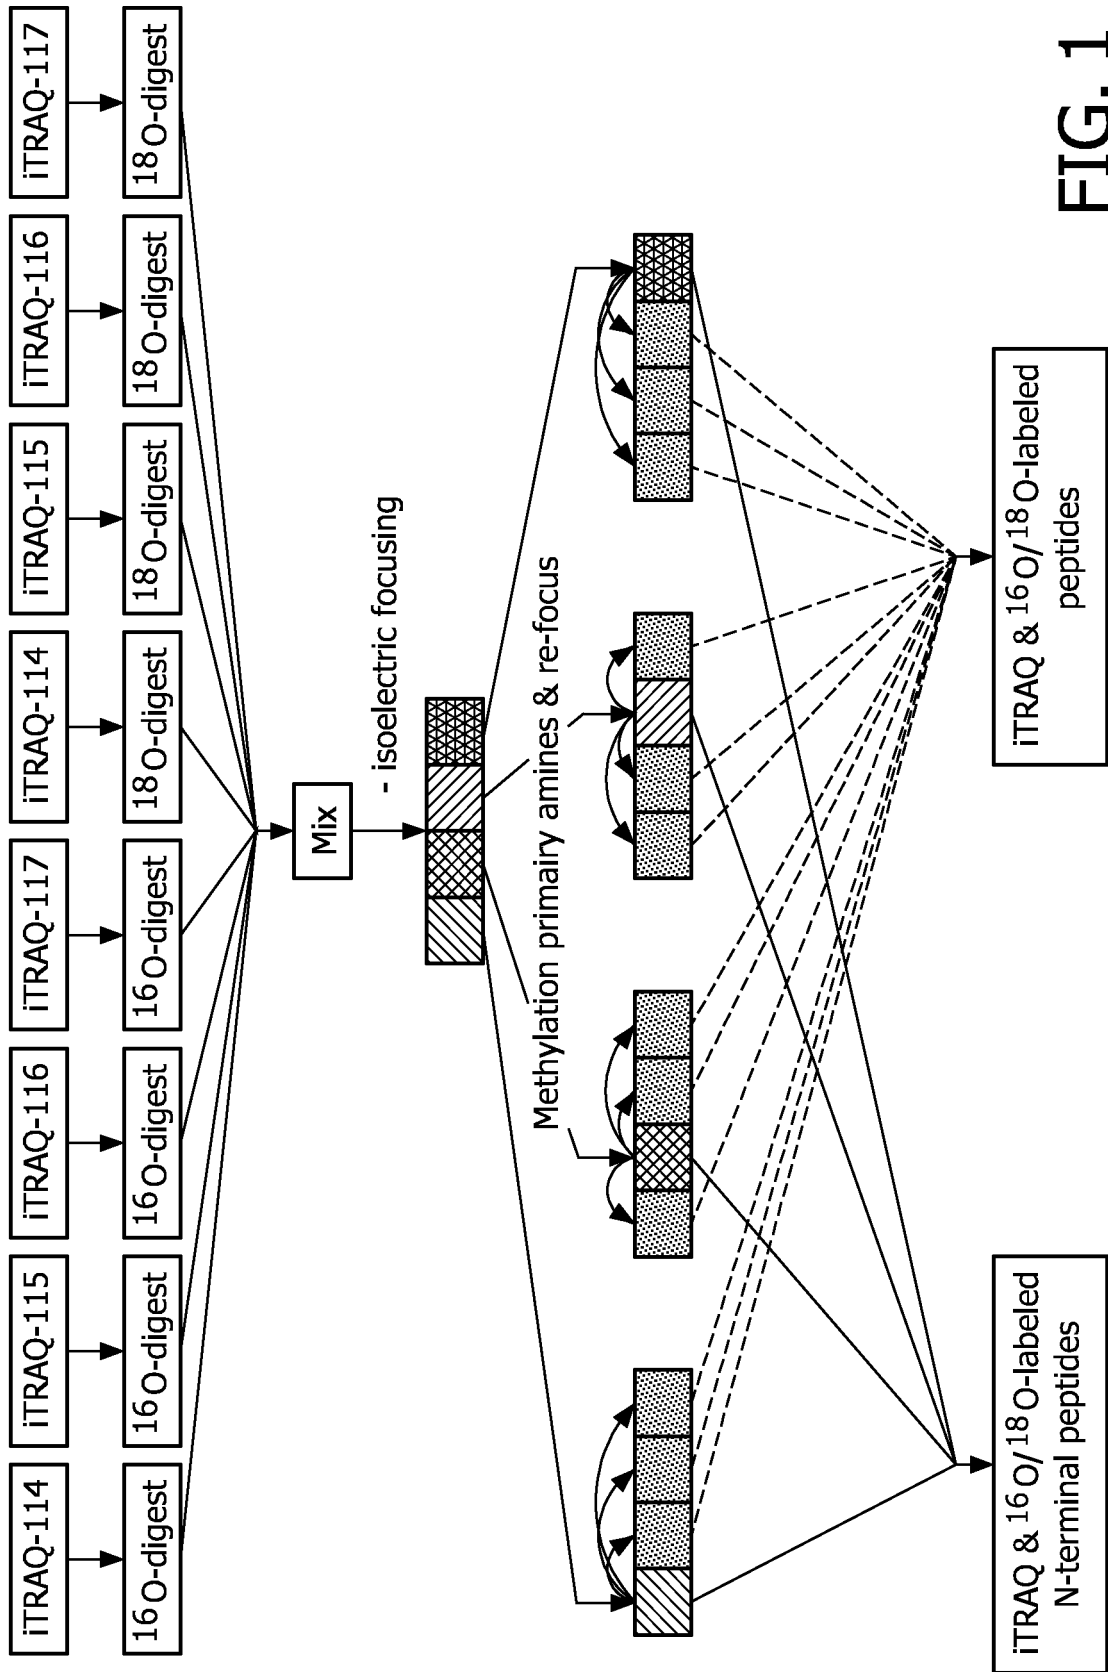 iTRAQ-114
iTRAQ-115
iTRAQ-116
iTRAQ-117
iTRAQ-114
iTRAQ-115
iTRAQ-116
iTRAQ-117
16O-digest
16O-digest
16O-digest
16O-digest
18O-digest
18O-digest
18O-digest
18O-digest
Mix
- isoelectric focusing
Methylation primairy amines & re-focus
iTRAQ & 16O/18O-labeled
N-terminal peptides
iTRAQ & 16O/18O-labeled
peptides
FIG. 1